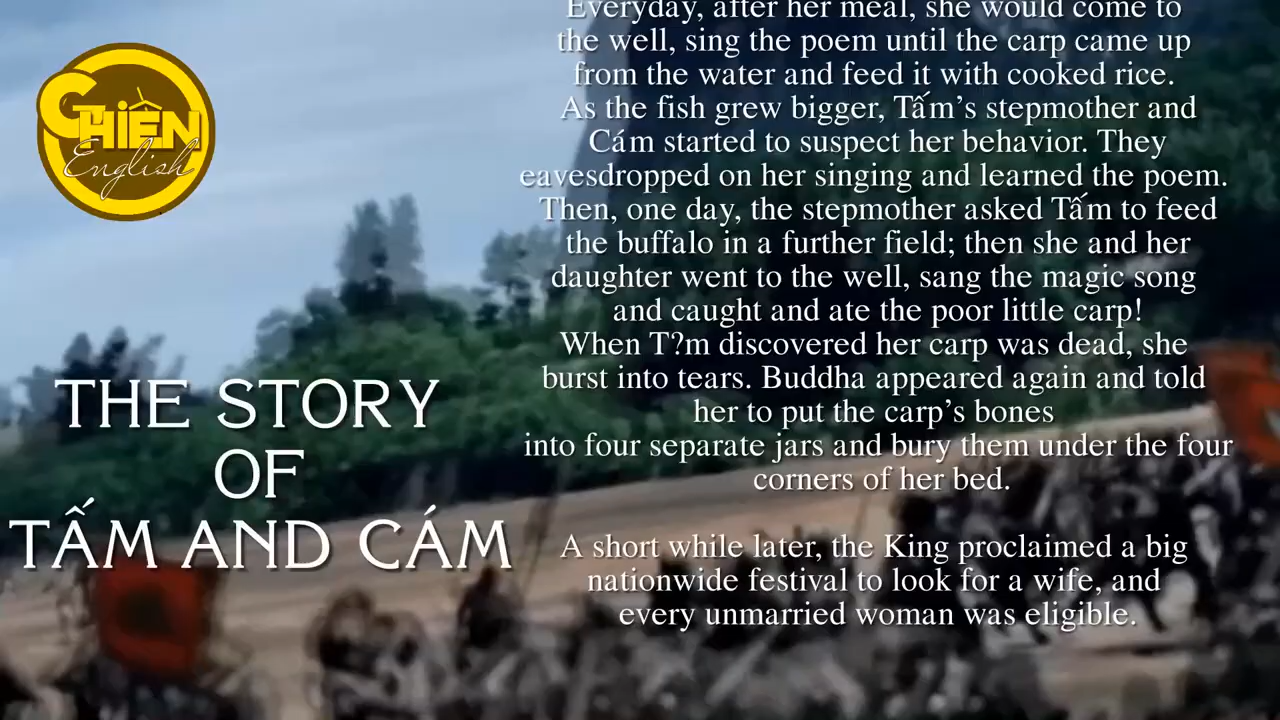 CHIÊN
English
THE STORY
OF
TẤM AND CÁM
Everyday, after her meal, she would come to
the well, sing the poem until the carp came up
from the water and feed it with cooked rice.
As the fish grew bigger, Tấm’s stepmother and
Cám started to suspect her behavior. They
eavesdropped on her singing and learned the poem.
Then, one day, the stepmother asked Tấm to feed
the buffalo in a further field; then she and her
daughter went to the well, sang the magic song
and caught and ate the poor little carp!
When T?m discovered her carp was dead, she
burst into tears. Buddha appeared again and told
her to put the carp’s bones
into four separate jars and bury them under the four
corners of her bed.
A short while later, the King proclaimed a big
nationwide festival to look for a wife, and
every unmarried woman was eligible.